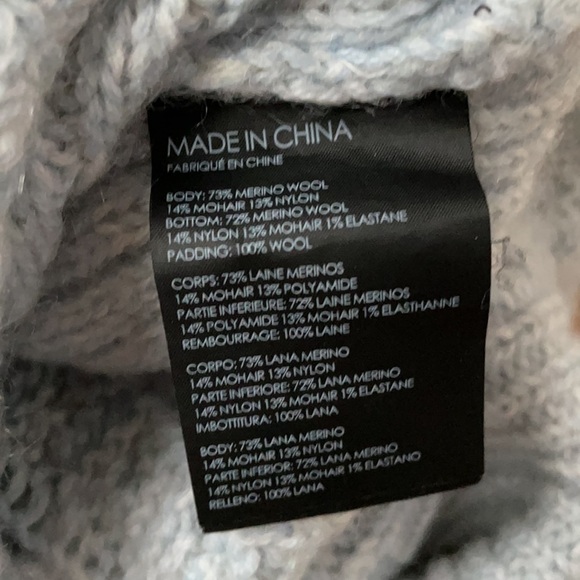 MADE IN CHINA
FABRIQUÉ EN CHINE
BODY: 73% MERINO WOOL
14% MOHAIR 13% NYLON
BOTTOM: 72% MERINO WOOL
14% NYLON 13% MOHAIR 1% ELASTANE
PADDING: 100% WOOL
CORPS: 73% LAINE MERINOS
14% MOHAIR 13% POLYAMIDE
PARTIE INFERIEURE: 72% LAINE MERINOS
14% POLYAMIDE 13% MOHAIR 1% ELASTHANNE
REMBOURRAGE: 100% LAINE
CORPO: 73% LANA MERINO
14% MOHAIR 13% NYLON
PARTE INFERIORE: 72% LANA MERINO
14% NYLON 13% MOHAIR 1% ELASTANE
IMBOTTITURA: 100% LANA
BODY: 73% LANA MERINO
14% MOHAIR 13% NYLON
PARTE INFERIOR: 72% LANA MERINO
14% NYLON 13% MOHAIR 1% ELASTANO
RELLENO: 100% LANA